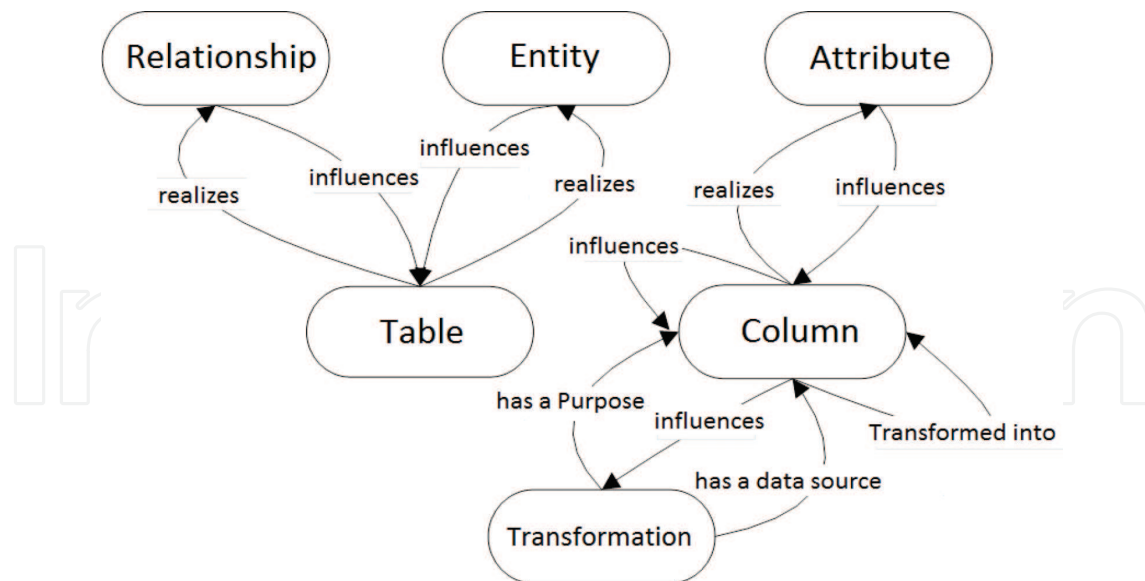 Relationship
Entity
Attribute
influences
realizes
influences
realizes
realizes
influences
influences
Table
Column
has a Purpose
influences
Transformed into
has a data source
Transformation